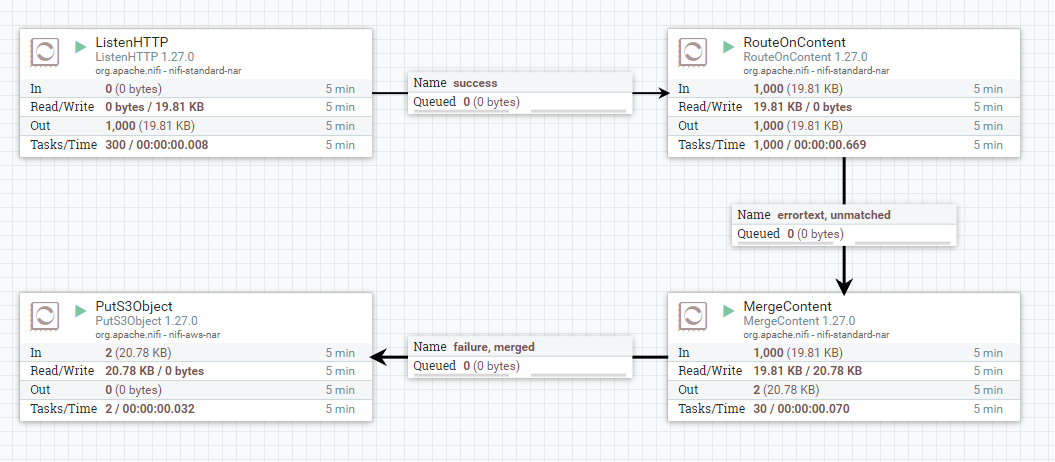 ListenHTTP
ListenHTTP 1.27.0
org.apache.nifi - nifi-standard-nar
In 0 (0 bytes) 5 min
Read/Write 0 bytes / 19.81 KB 5 min
Out 1,000 (19.81 KB) 5 min
Tasks/Time 300 / 00:00:00.008 5 min
Name success
Queued 0 (0 bytes)
RouteOnContent
RouteOnContent 1.27.0
org.apache.nifi - nifi-standard-nar
In 1,000 (19.81 KB) 5 min
Read/Write 19.81 KB / 0 bytes 5 min
Out 1,000 (19.81 KB) 5 min
Tasks/Time 1,000 / 00:00:00.669 5 min
Name errortext, unmatched
Queued 0 (0 bytes)
PutS3Object
PutS3Object 1.27.0
org.apache.nifi - nifi-aws-nar
In 2 (20.78 KB) 5 min
Read/Write 20.78 KB / 0 bytes 5 min
Out 0 (0 bytes) 5 min
Tasks/Time 2 / 00:00:00.032 5 min
Name failure, merged
Queued 0 (0 bytes)
MergeContent
MergeContent 1.27.0
org.apache.nifi - nifi-standard-nar
In 1,000 (19.81 KB) 5 min
Read/Write 19.81 KB / 20.78 KB 5 min
Out 2 (20.78 KB) 5 min
Tasks/Time 30 / 00:00:00.070 5 min